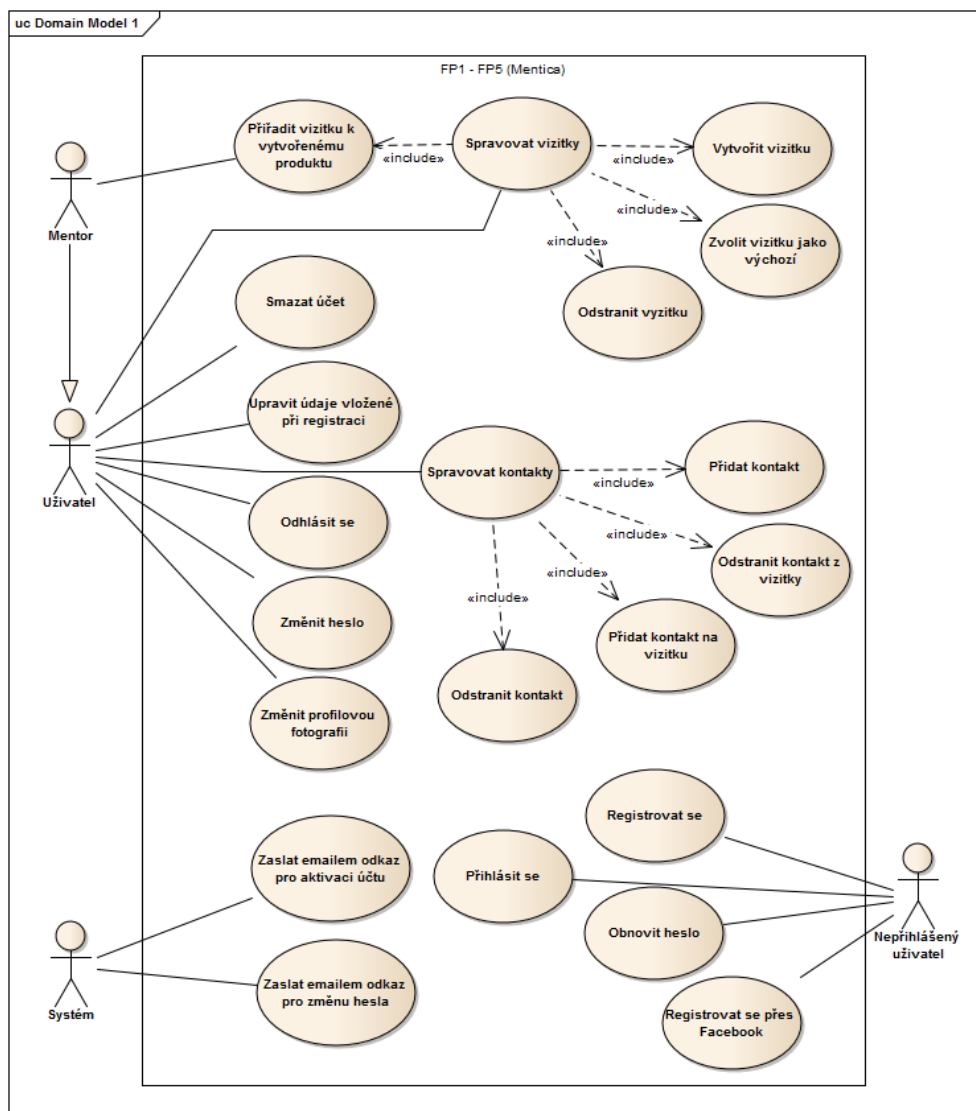 uc Domain Model 1
FP1 - FP5 (Mentica)
Přiřadit vizitku k
vytvořenému
produktu
«include»
Spravovat vizitky
«include»
Vytvořit vizitku
Mentor
«include»
Zvolit vizitku jako
výchozí
«include»
Odstranit vyzitku
Smazat účet
Upravit údaje vložené
při registraci
Uživatel
Spravovat kontakty
«include»
Přidat kontakt
Odhlásit se
«include»
Odstranit kontakt z
vizitky
«include»
«include»
Změnit heslo
Přidat kontakt na
vizitku
Odstranit kontakt
Změnit profilovou
fotografii
Registrovat se
Zaslat emailem odkaz
pro aktivaci účtu
Přihlásit se
Obnovit heslo
Nepřihlášený
uživatel
Systém
Zaslat emailem odkaz
pro změnu hesla
Registrovat se přes
Facebook